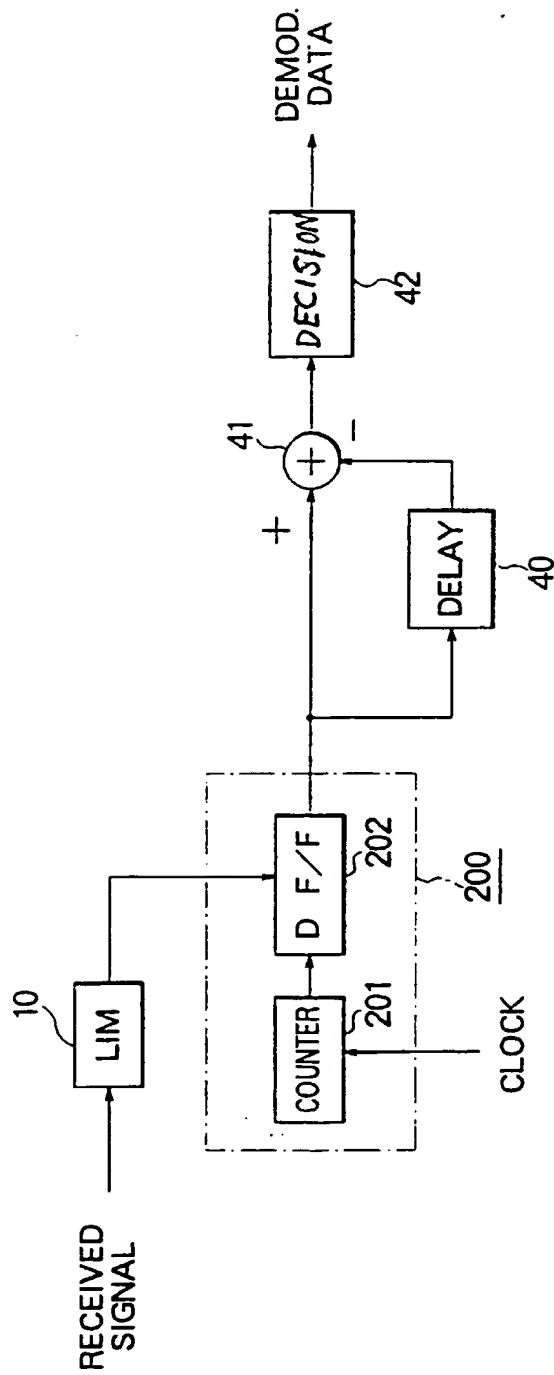 RECEIVED
SIGNAL
10
LIM
COUNTER
201
D F/F
202
200
CLOCK
+
41
+
−
DELAY
40
DECISION
42
DEMOD.
DATA